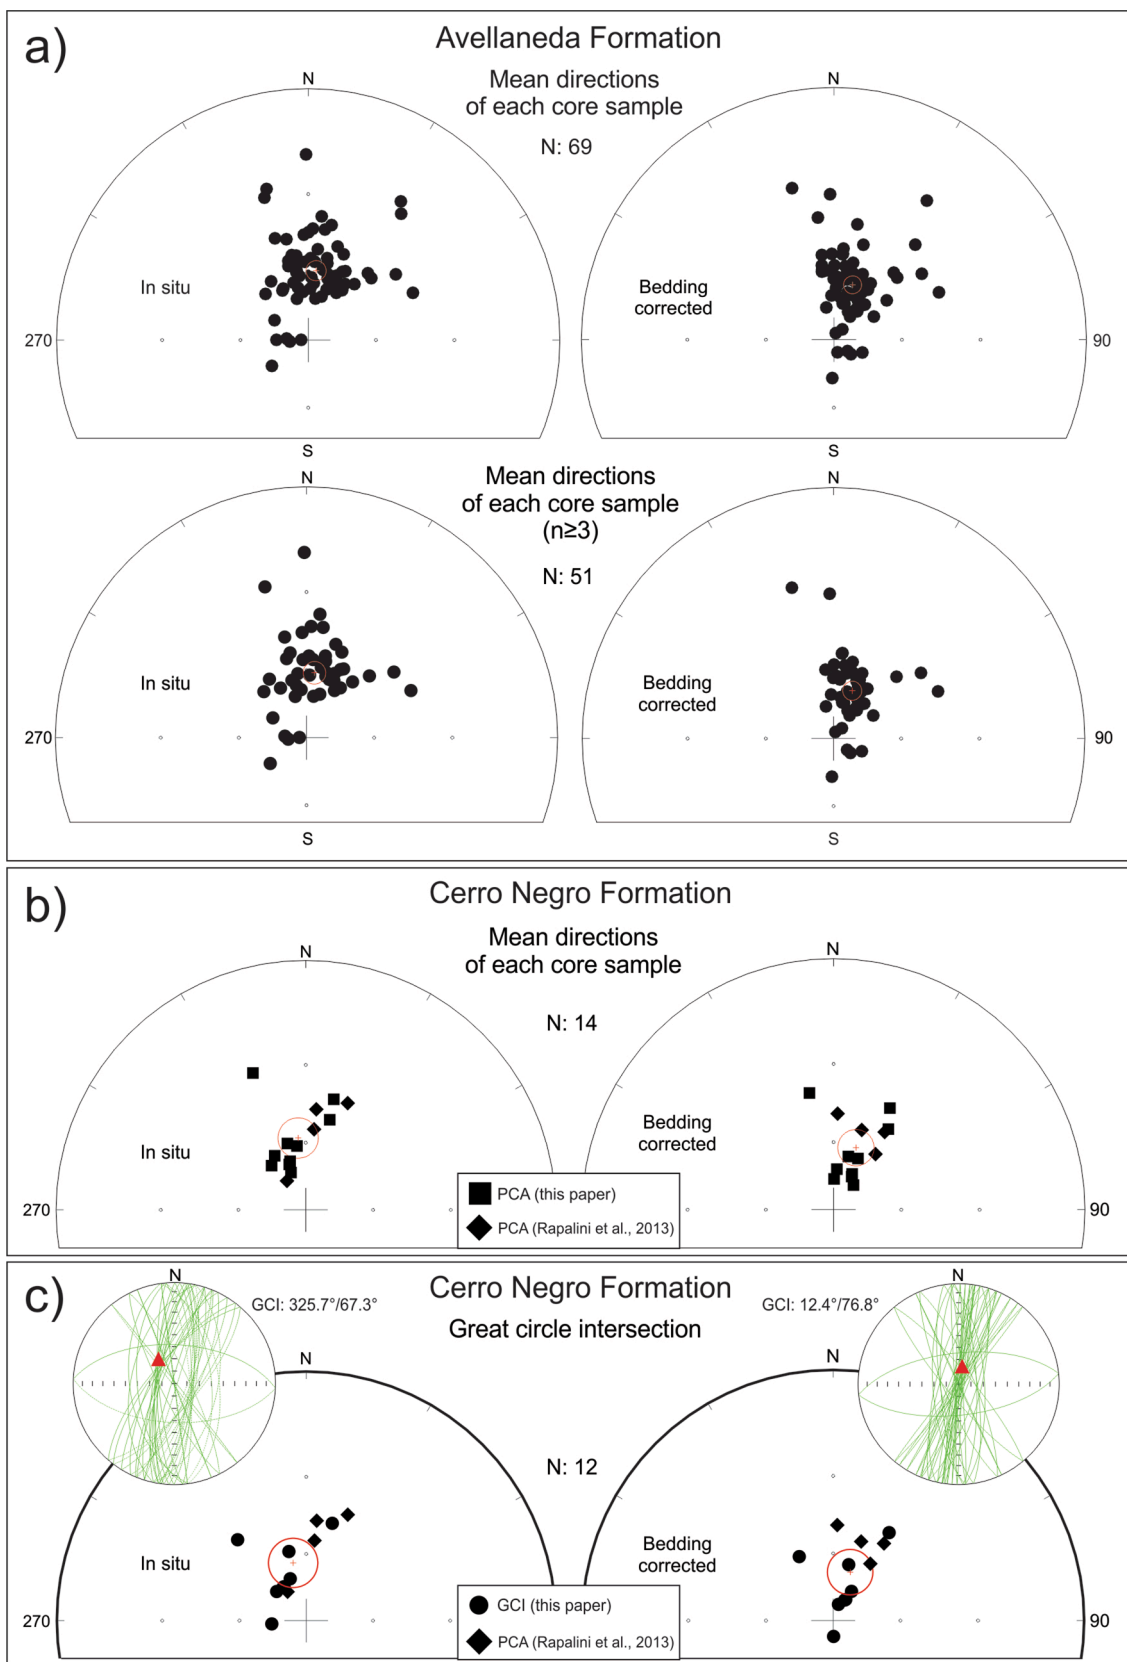 a)
Avellaneda Formation
Mean directions
of each core sample
N: 69
N
N
In situ
Bedding
corrected
270
90
S
S
Mean directions
of each core sample
(n≥3)
N: 51
N
N
In situ
Bedding
corrected
270
90
S
S
b)
Cerro Negro Formation
Mean directions
of each core sample
N: 14
N
N
In situ
Bedding
corrected
270
90
PCA (this paper)
PCA (Rapalini et al., 2013)
c)
Cerro Negro Formation
Great circle intersection
N
GCI: 325.7°/67.3°
GCI: 12.4°/76.8°
N
N
N
N: 12
In situ
Bedding
corrected
270
90
GCI (this paper)
PCA (Rapalini et al., 2013)